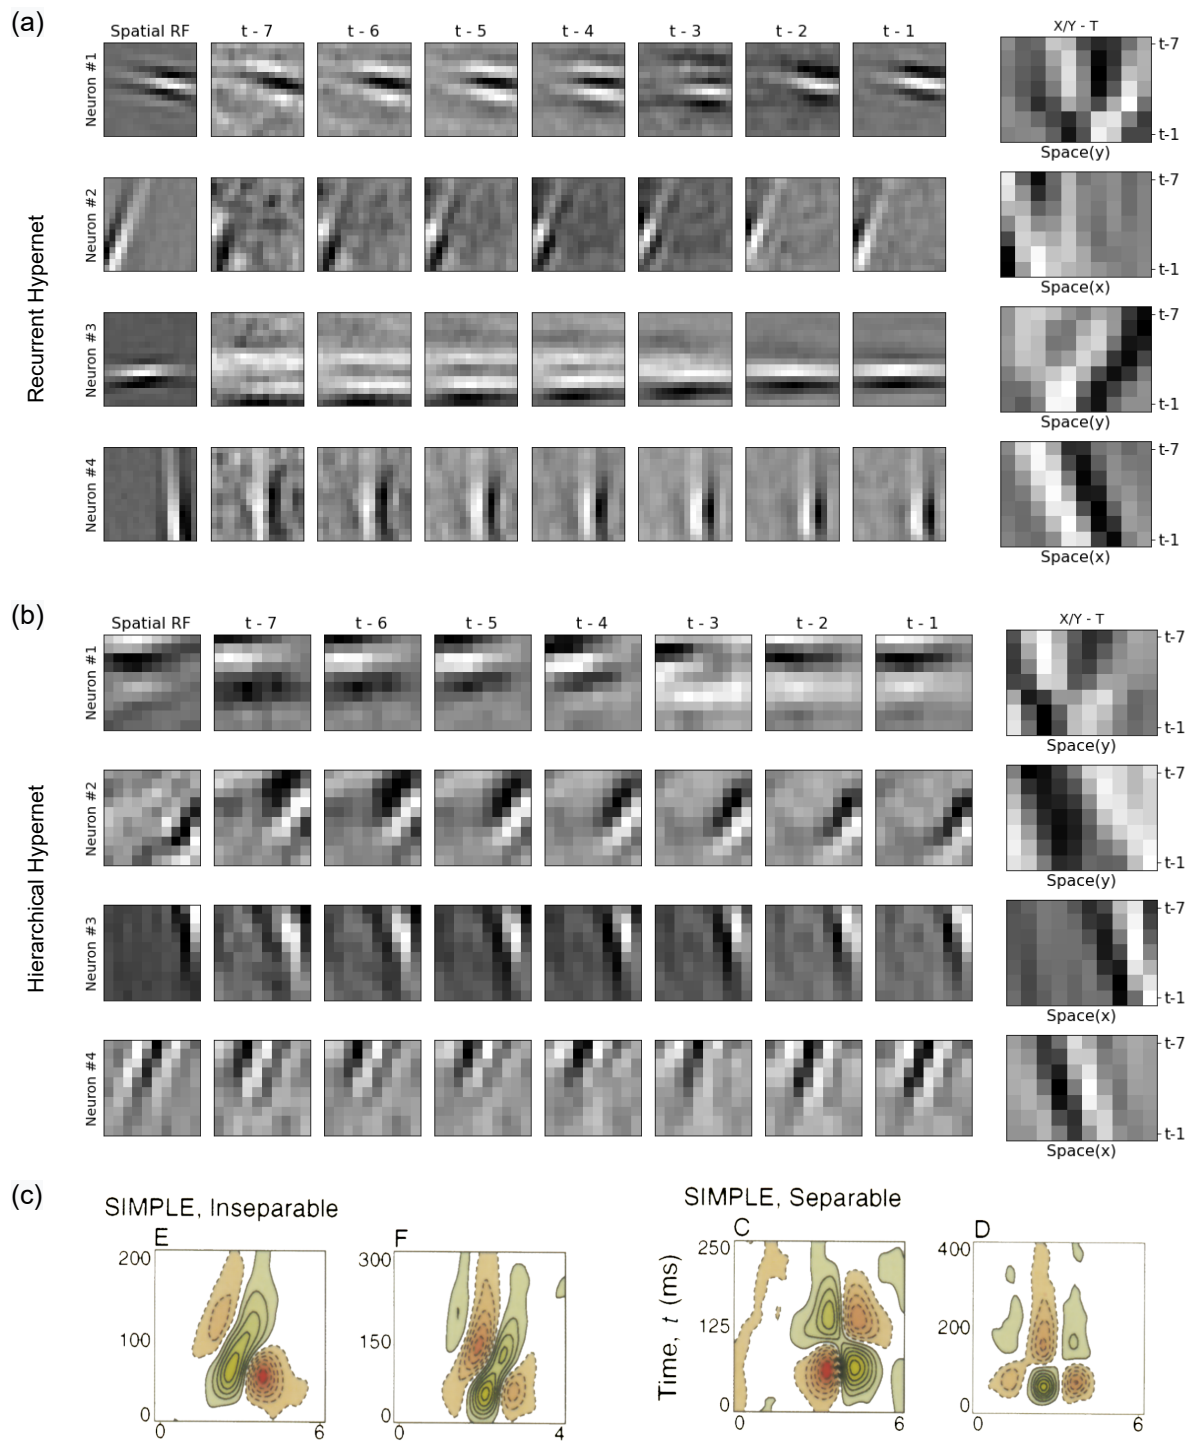 (a)
Spatial RF t - 7 t - 6 t - 5 t - 4 t - 3 t - 2 t - 1 X/Y - T
Recurrent Hypernet
Neuron #1
t-7
t-1
Space(y)
Neuron #2
t-7
t-1
Space(x)
Neuron #3
t-7
t-1
Space(y)
Neuron #4
t-7
t-1
Space(x)
(b)
Spatial RF t - 7 t - 6 t - 5 t - 4 t - 3 t - 2 t - 1 X/Y - T
Hierarchical Hypernet
Neuron #1
t-7
t-1
Space(y)
Neuron #2
t-7
t-1
Space(y)
Neuron #3
t-7
t-1
Space(x)
Neuron #4
t-7
t-1
Space(x)
(c)
SIMPLE, Inseparable
E
200
100
0
0 6
F
300
150
0
0 4
SIMPLE, Separable
Time, t (ms)
C
250
125
0
0 6
D
400
200
0
0 6